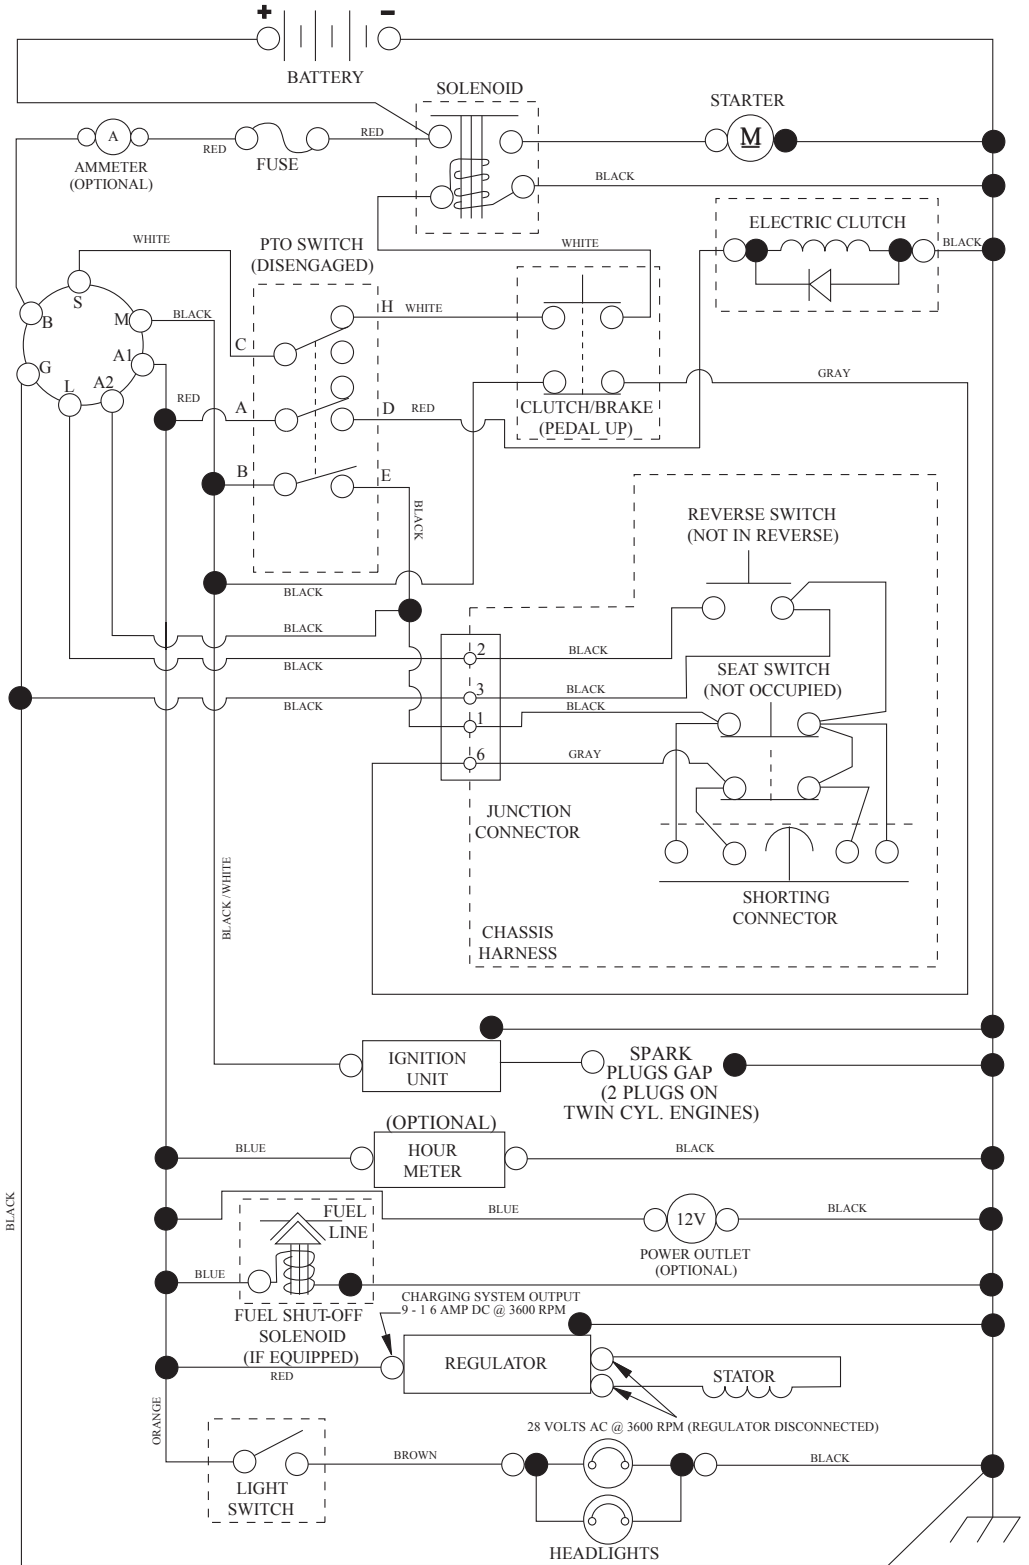 + −
BATTERY
SOLENOID
STARTER
A
RED
FUSE
RED
M
AMMETER
(OPTIONAL)
BLACK
ELECTRIC CLUTCH
BLACK
WHITE
PTO SWITCH
(DISENGAGED)
WHITE
S
B
M
BLACK
H
WHITE
C
G
A1
L
A2
RED
A
D
RED
GRAY
CLUTCH/BRAKE
(PEDAL UP)
B
E
BLACK
REVERSE SWITCH
(NOT IN REVERSE)
BLACK
BLACK
BLACK
2
BLACK
SEAT SWITCH
(NOT OCCUPIED)
3
BLACK
BLACK
BLACK
1
6
GRAY
JUNCTION
CONNECTOR
SHORTING
CONNECTOR
BLACK /WHITE
CHASSIS
HARNESS
IGNITION
UNIT
SPARK
PLUGS GAP
(2 PLUGS ON
TWIN CYL. ENGINES)
(OPTIONAL)
BLUE
HOUR
METER
BLACK
BLACK
FUEL
LINE
BLUE
12V
BLACK
POWER OUTLET
(OPTIONAL)
BLUE
FUEL SHUT-OFF
SOLENOID
(IF EQUIPPED)
CHARGING SYSTEM OUTPUT
9 - 1 6 AMP DC @ 3600 RPM
RED
REGULATOR
STATOR
28 VOLTS AC @ 3600 RPM (REGULATOR DISCONNECTED)
ORANGE
LIGHT
SWITCH
BROWN
BLACK
HEADLIGHTS